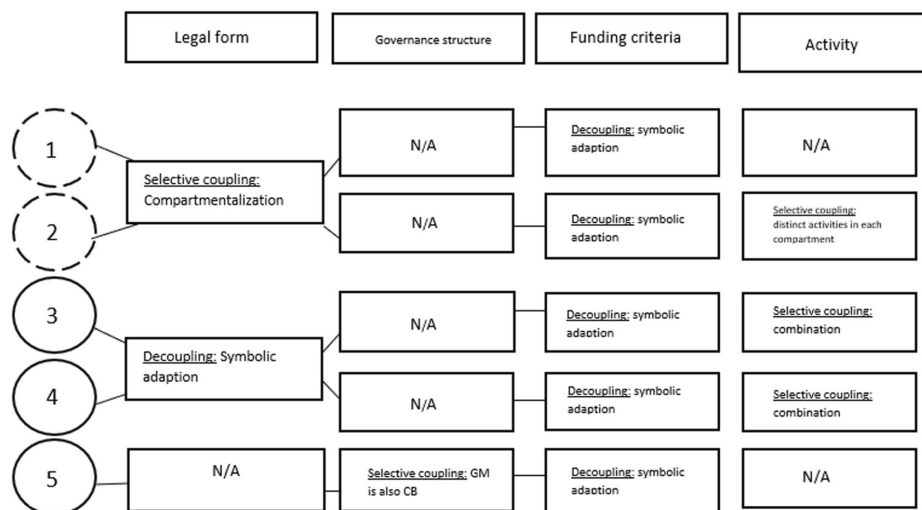 Legal form
Governance structure
Funding criteria
Activity
1
2
Selective coupling:
Compartmentalization
N/A
Decoupling: symbolic
adaption
N/A
N/A
Decoupling: symbolic
adaption
Selective coupling:
distinct activities in each
compartment
3
4
Decoupling: Symbolic
adaption
N/A
Decoupling: symbolic
adaption
Selective coupling:
combination
N/A
Decoupling: symbolic
adaption
Selective coupling:
combination
5
N/A
Selective coupling: GM
is also CB
Decoupling: symbolic
adaption
N/A